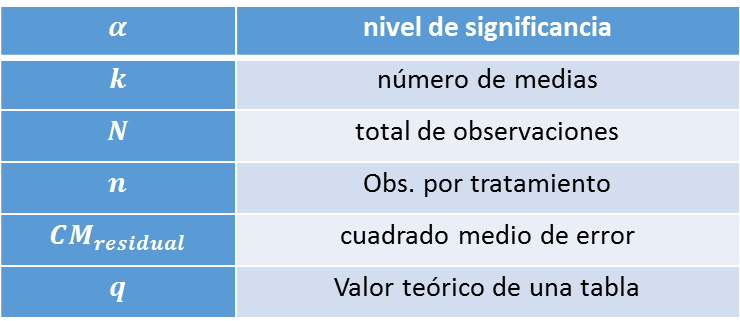 α nivel de significancia
k número de medias
N total de observaciones
n Obs. por tratamiento
CM_residual cuadrado medio de error
q Valor teórico de una tabla